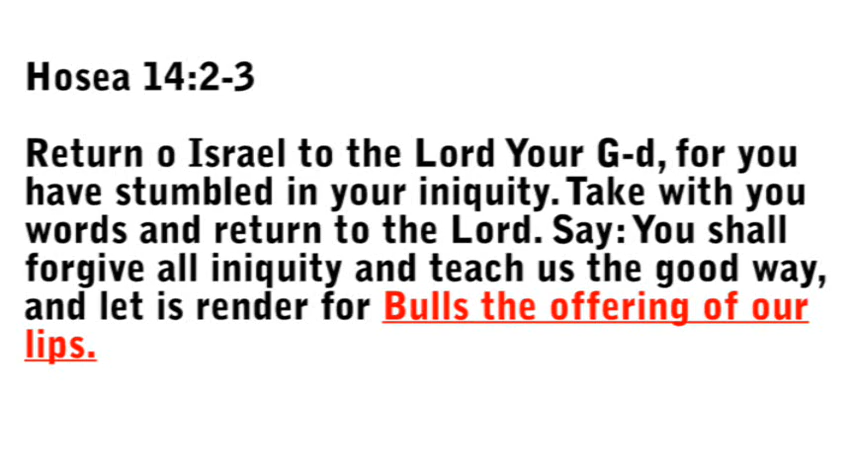 Hosea 14:2-3
Return o Israel to the Lord Your G-d, for you
have stumbled in your iniquity. Take with you
words and return to the Lord. Say: You shall
forgive all iniquity and teach us the good way,
and let is render for Bulls the offering of our
lips.